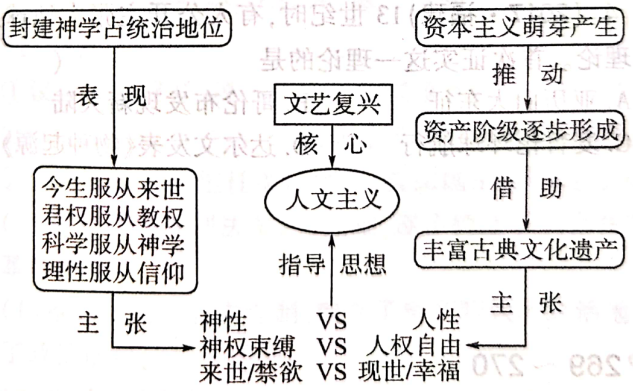 封建神学占统治地位
表 现
今生服从来世
君权服从教权
科学服从神学
理性服从信仰
主 张
文艺复兴
核 心
人文主义
指导 思想
资本主义萌芽产生
推 动
资产阶级逐步形成
借 助
丰富古典文化遗产
主 张
神性 VS 人性
神权束缚 VS 人权自由
来世/禁欲 VS 现世/幸福